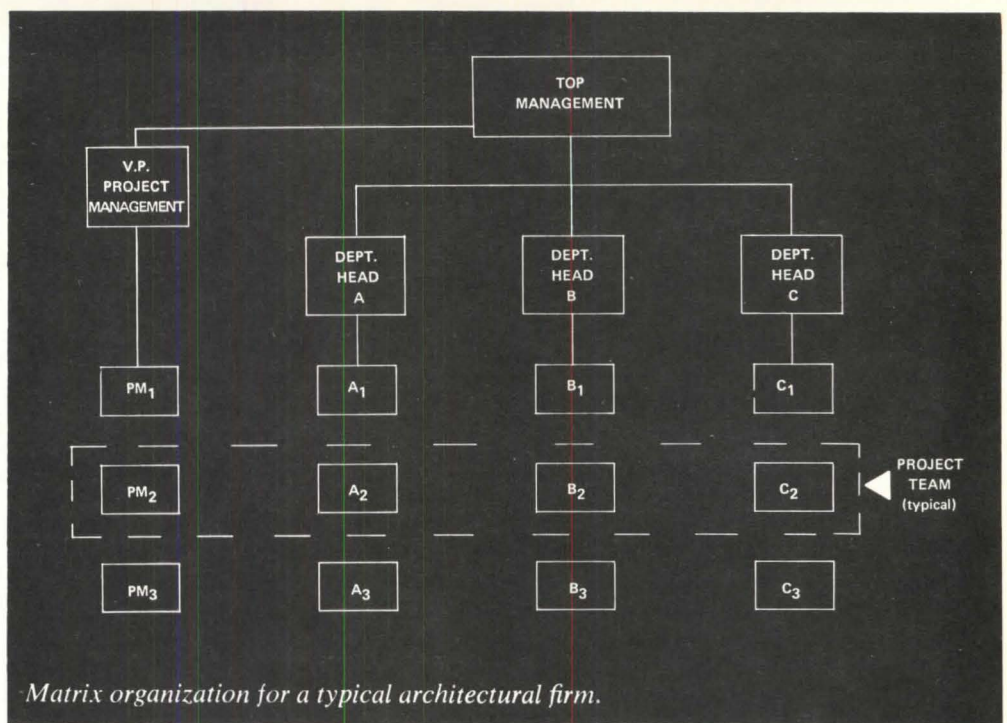 TOP
MANAGEMENT
V.P.
PROJECT
MANAGEMENT
DEPT.
HEAD
A
DEPT.
HEAD
B
DEPT.
HEAD
C
PM1
A1
B1
C1
PM2
A2
B2
C2
PROJECT
TEAM
(typical)
PM3
A3
B3
C3
Matrix organization for a typical architectural firm.